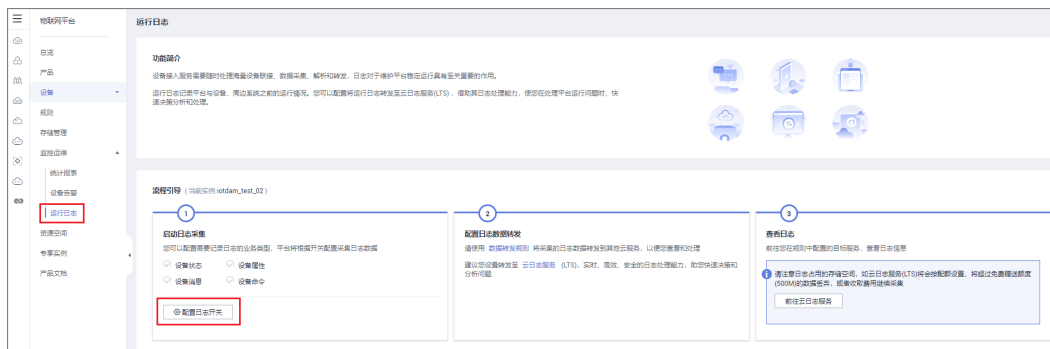 物联网平台
总览
产品
设备
规则
存储管理
监控运维
统计报表
设备告警
运行日志
资源空间
专享实例
产品文档
运行日志
功能简介
设备接入服务需要随时处理海量设备联接、数据采集、解析和转发，日志对于维护平台稳定运行具有至关重要的作用。
运行日志记录平台与设备、周边系统之前的运行情况。您可以配置将运行日志转发至云日志服务(LTS)，借助其日志处理能力，使您在处理平台运行问题时，快
速决策分析和处理。
流程引导 ( 当前实例:iotdam_test_02 )
1
启动日志采集
您可以配置需要记录日志的业务类型，平台将根据开关配置采集日志数据
设备状态 设备属性
设备消息 设备命令
配置日志开关
2
配置日志数据转发
请使用 数据转发规则 将采集的日志数据转发到其他云服务，以便您查看和处理
建议您设置转发至 云日志服务 (LTS)，实时、高效、安全的日志处理能力，助您快速决策和
分析问题
3
查看日志
前往您在规则中配置的目标服务，查看日志信息
请注意日志占用的存储空间，如云日志服务(LTS)将会按配额设置，将超过免费赠送额度
(500M)的数据丢弃，或者收取费用继续采集
前往云日志服务